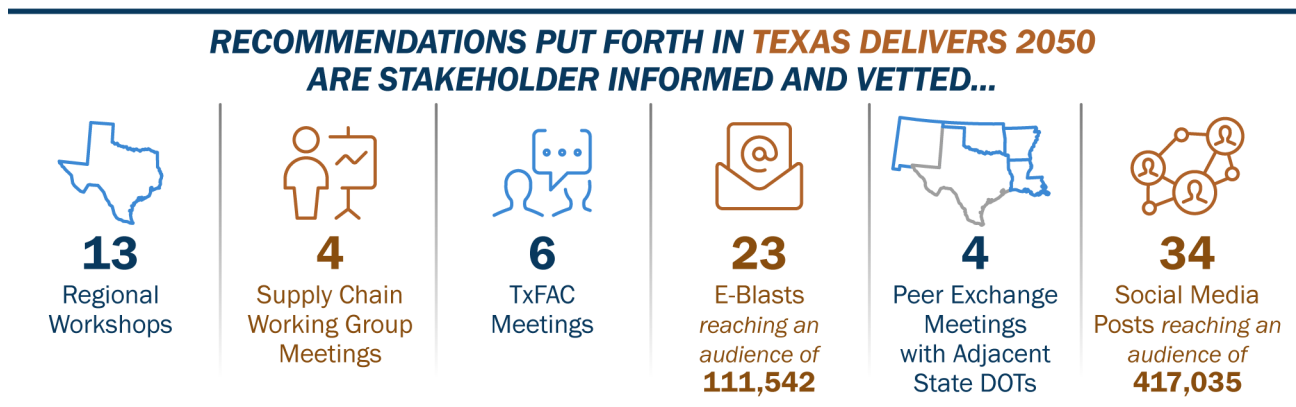 RECOMMENDATIONS PUT FORTH IN TEXAS DELIVERS 2050
ARE STAKEHOLDER INFORMED AND VETTED...
13
Regional
Workshops
4
Supply Chain
Working Group
Meetings
6
TxFAC
Meetings
23
E-Blasts
reaching an
audience of
111,542
4
Peer Exchange
Meetings
with Adjacent
State DOTs
34
Social Media
Posts reaching an
audience of
417,035